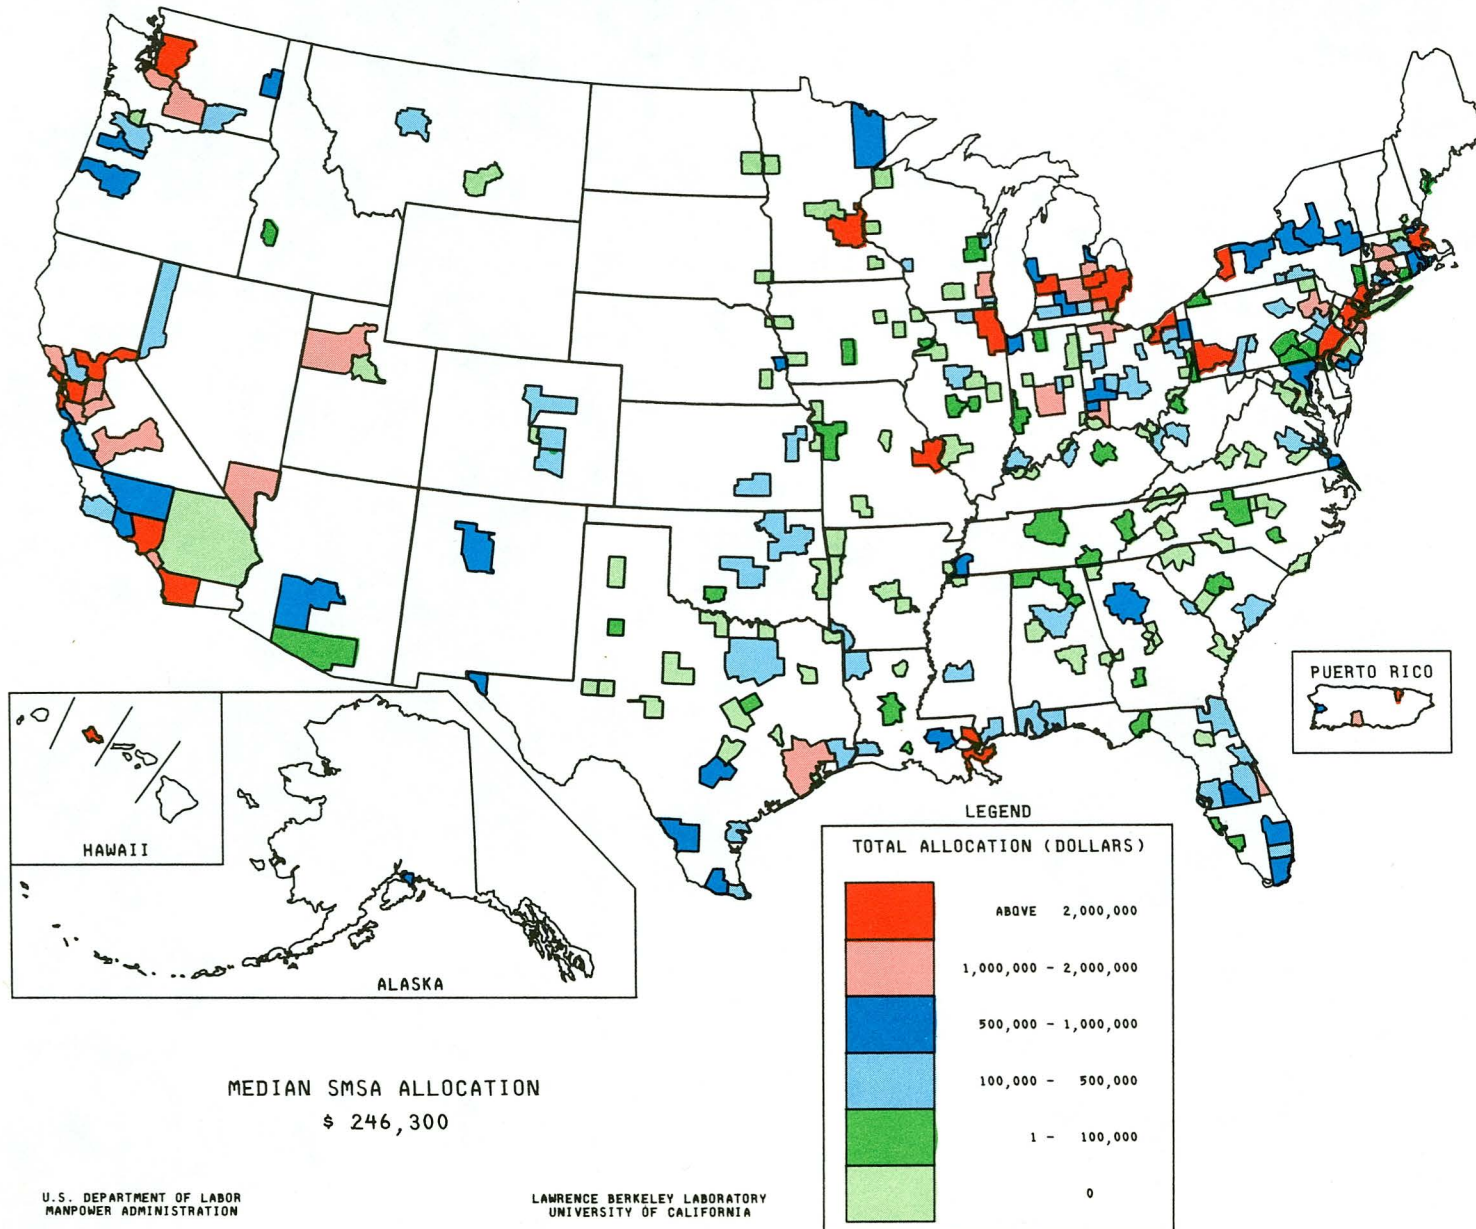 PUERTO RICO
HAWAII
ALASKA
LEGEND
TOTAL ALLOCATION (DOLLARS)
ABOVE 2,000,000
1,000,000 - 2,000,000
500,000 - 1,000,000
100,000 - 500,000
1 - 100,000
0
MEDIAN SMSA ALLOCATION
$ 246,300
U.S. DEPARTMENT OF LABOR
MANPOWER ADMINISTRATION
LAWRENCE BERKELEY LABORATORY
UNIVERSITY OF CALIFORNIA